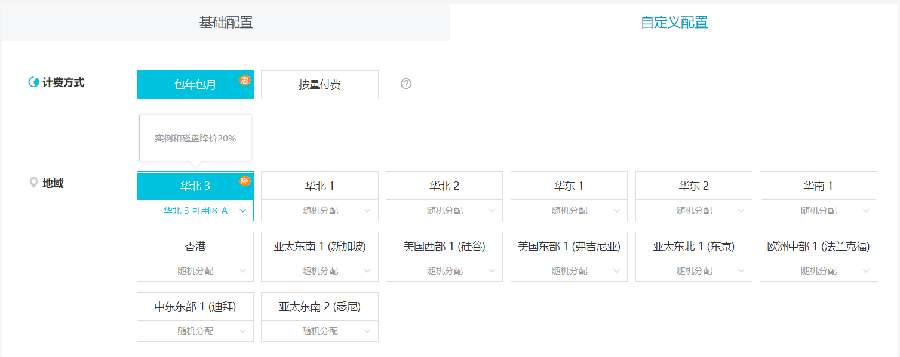 基础配置 自定义配置
计费方式 包年包月 惠 按量付费
实例和磁盘降价20%
地域 华北 3 华北 1 华北 2 华东 1 华东 2 华南 1
华北 3 可用区 A 随机分配 随机分配 随机分配 随机分配 随机分配
香港 亚太东南 1 (新加坡) 美国西部 1 (硅谷) 美国东部 1 (弗吉尼亚) 亚太东北 1 (东京) 欧洲中部 1 (法兰克福)
随机分配 随机分配 随机分配 随机分配 随机分配 随机分配
中东东部 1 (迪拜) 亚太东南 2 (悉尼)
随机分配 随机分配